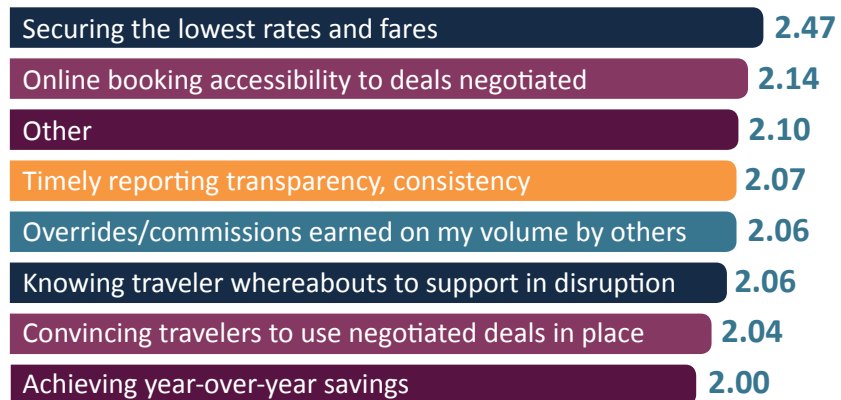 Securing the lowest rates and fares 2.47
Online booking accessibility to deals negotiated 2.14
Other 2.10
Timely reporting transparency, consistency 2.07
Overrides/commissions earned on my volume by others 2.06
Knowing traveler whereabouts to support in disruption 2.06
Convincing travelers to use negotiated deals in place 2.04
Achieving year-over-year savings 2.00